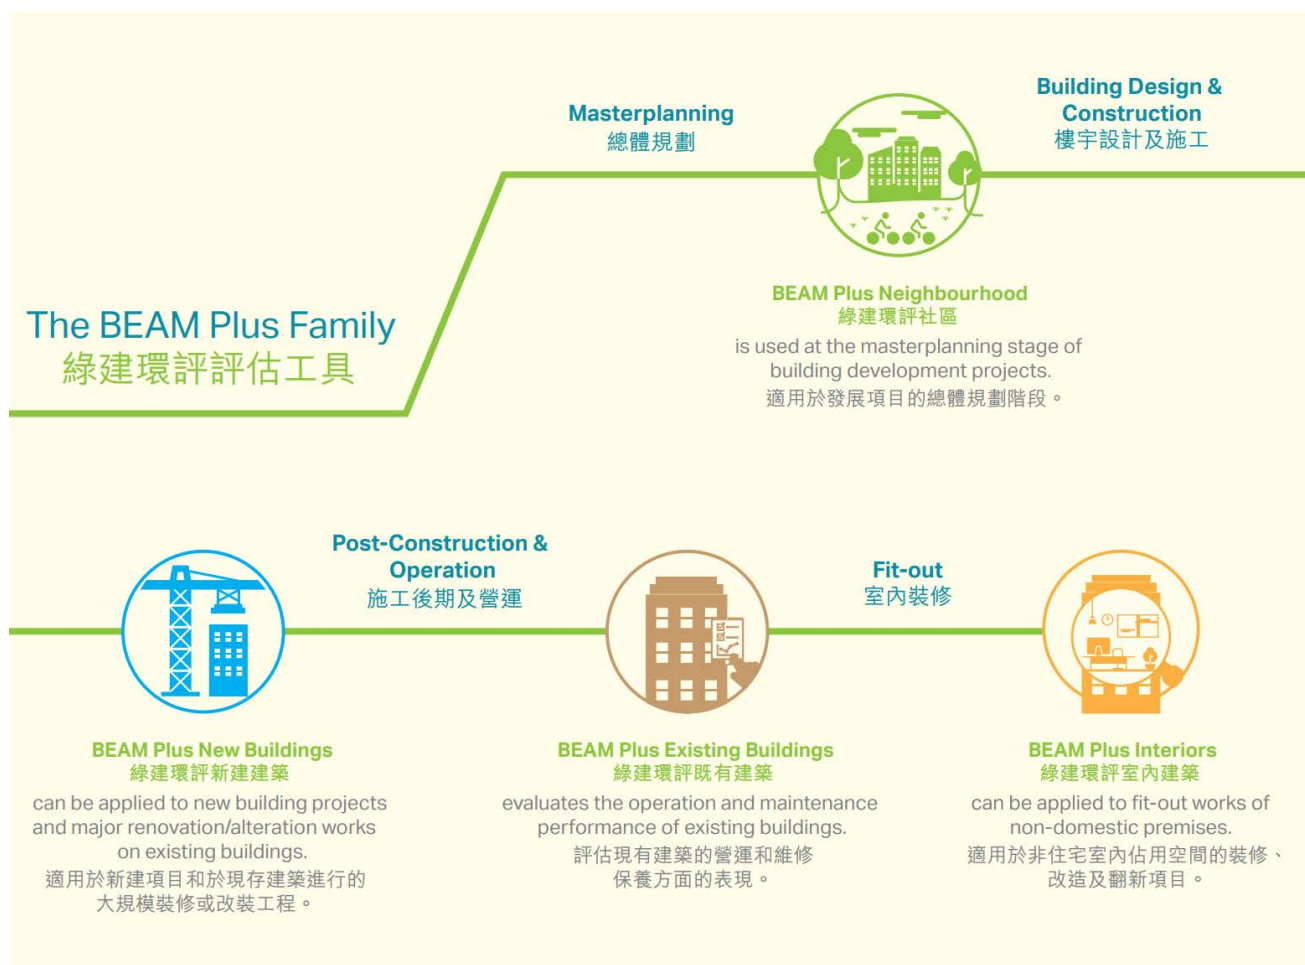 Masterplanning
總體規劃
Building Design &
Construction
樓宇設計及施工
The BEAM Plus Family
綠建環評評估工具
BEAM Plus Neighbourhood
綠建環評社區
is used at the masterplanning stage of
building development projects.
適用於發展項目的總體規劃階段。
Post-Construction &
Operation
施工後期及營運
Fit-out
室內裝修
BEAM Plus New Buildings
綠建環評新建建築
can be applied to new building projects
and major renovation/alteration works
on existing buildings.
適用於新建項目和於現存建築進行的
大規模裝修或改裝工程。
BEAM Plus Existing Buildings
綠建環評既有建築
evaluates the operation and maintenance
performance of existing buildings.
評估現有建築的營運和維修
保養方面的表現。
BEAM Plus Interiors
綠建環評室內建築
can be applied to fit-out works of
non-domestic premises.
適用於非住宅室內佔用空間的裝修、
改造及翻新項目。